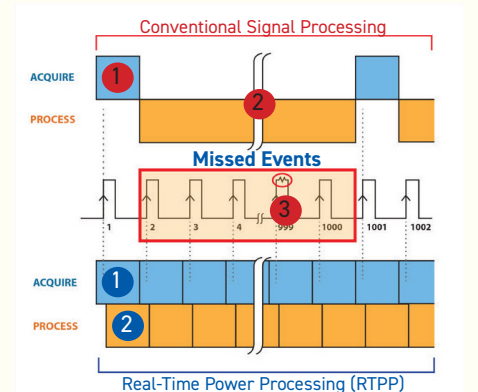 Conventional Signal Processing
ACQUIRE
1
2
PROCESS
Missed Events
3
1 2 3 4 999 1000 1001 1002
ACQUIRE
1
PROCESS
2
Real-Time Power Processing (RTPP)